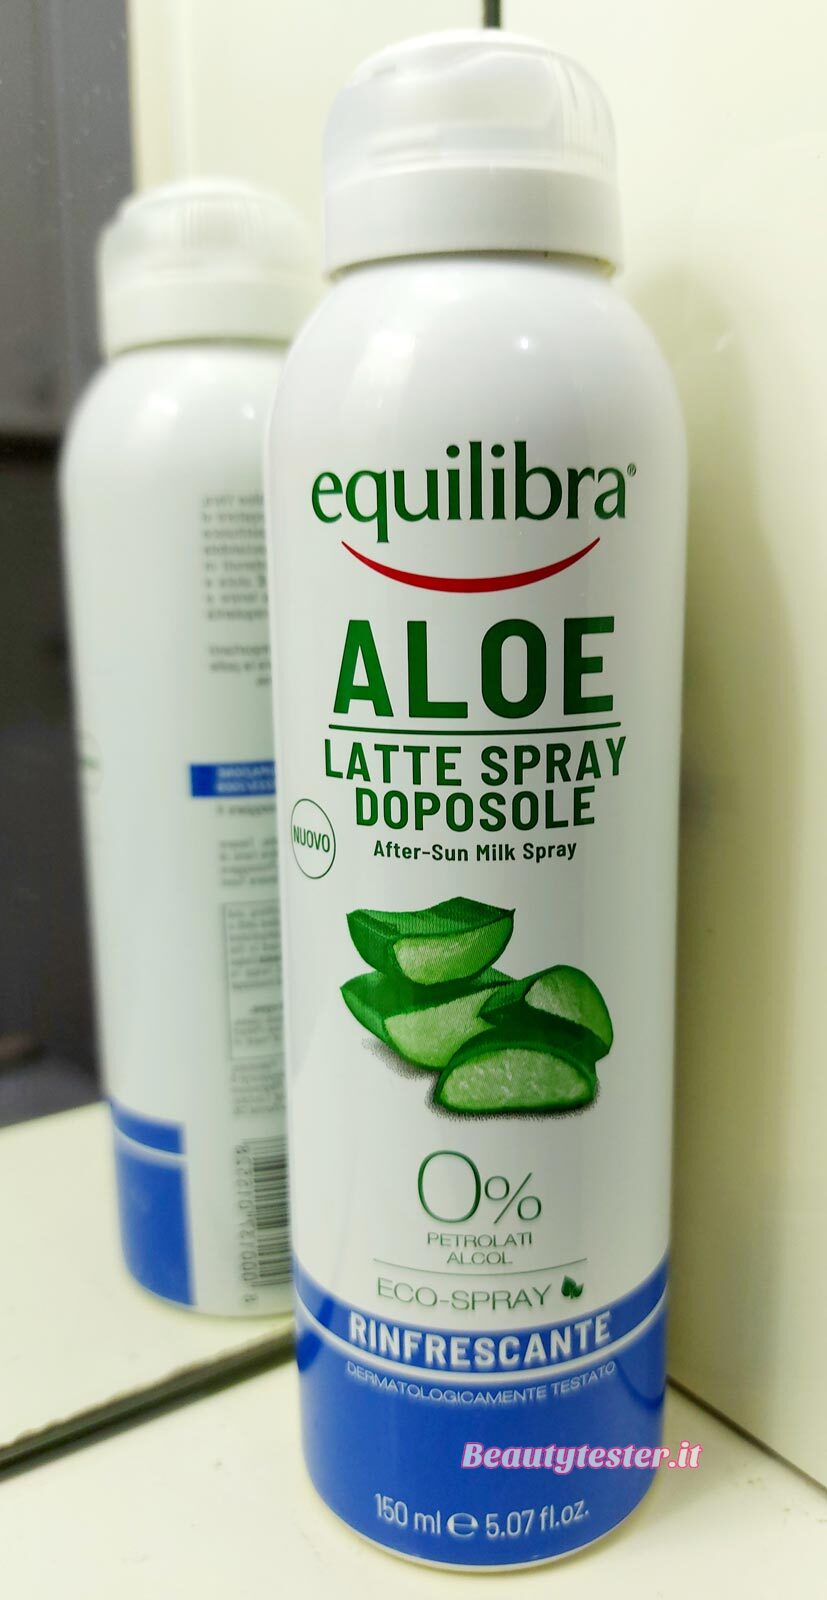 equilibra®
ALOE
LATTE SPRAY
DOPOSOLE
After-Sun Milk Spray
NUOVO
0%
PETROLATI
ALCOL
ECO-SPRAY
RINFRESCANTE
DERMATOLOGICAMENTE TESTATO
Beautytester.it
150 ml e 5.07 fl.oz.